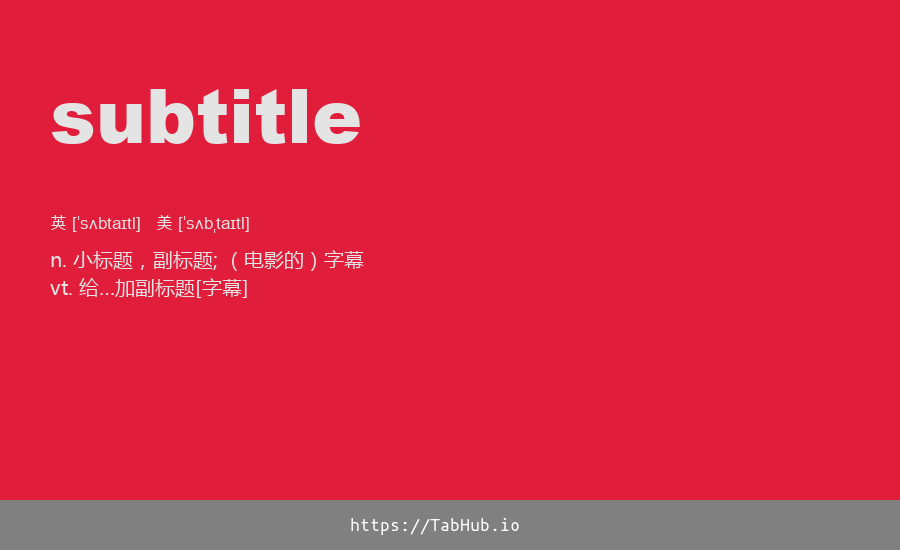 subtitle
英 [ˈsʌbtaɪtl] 美 [ˈsʌbˌtaɪtl]
n. 小标题，副标题; （电影的）字幕
vt. 给...加副标题[字幕]
https://TabHub.io